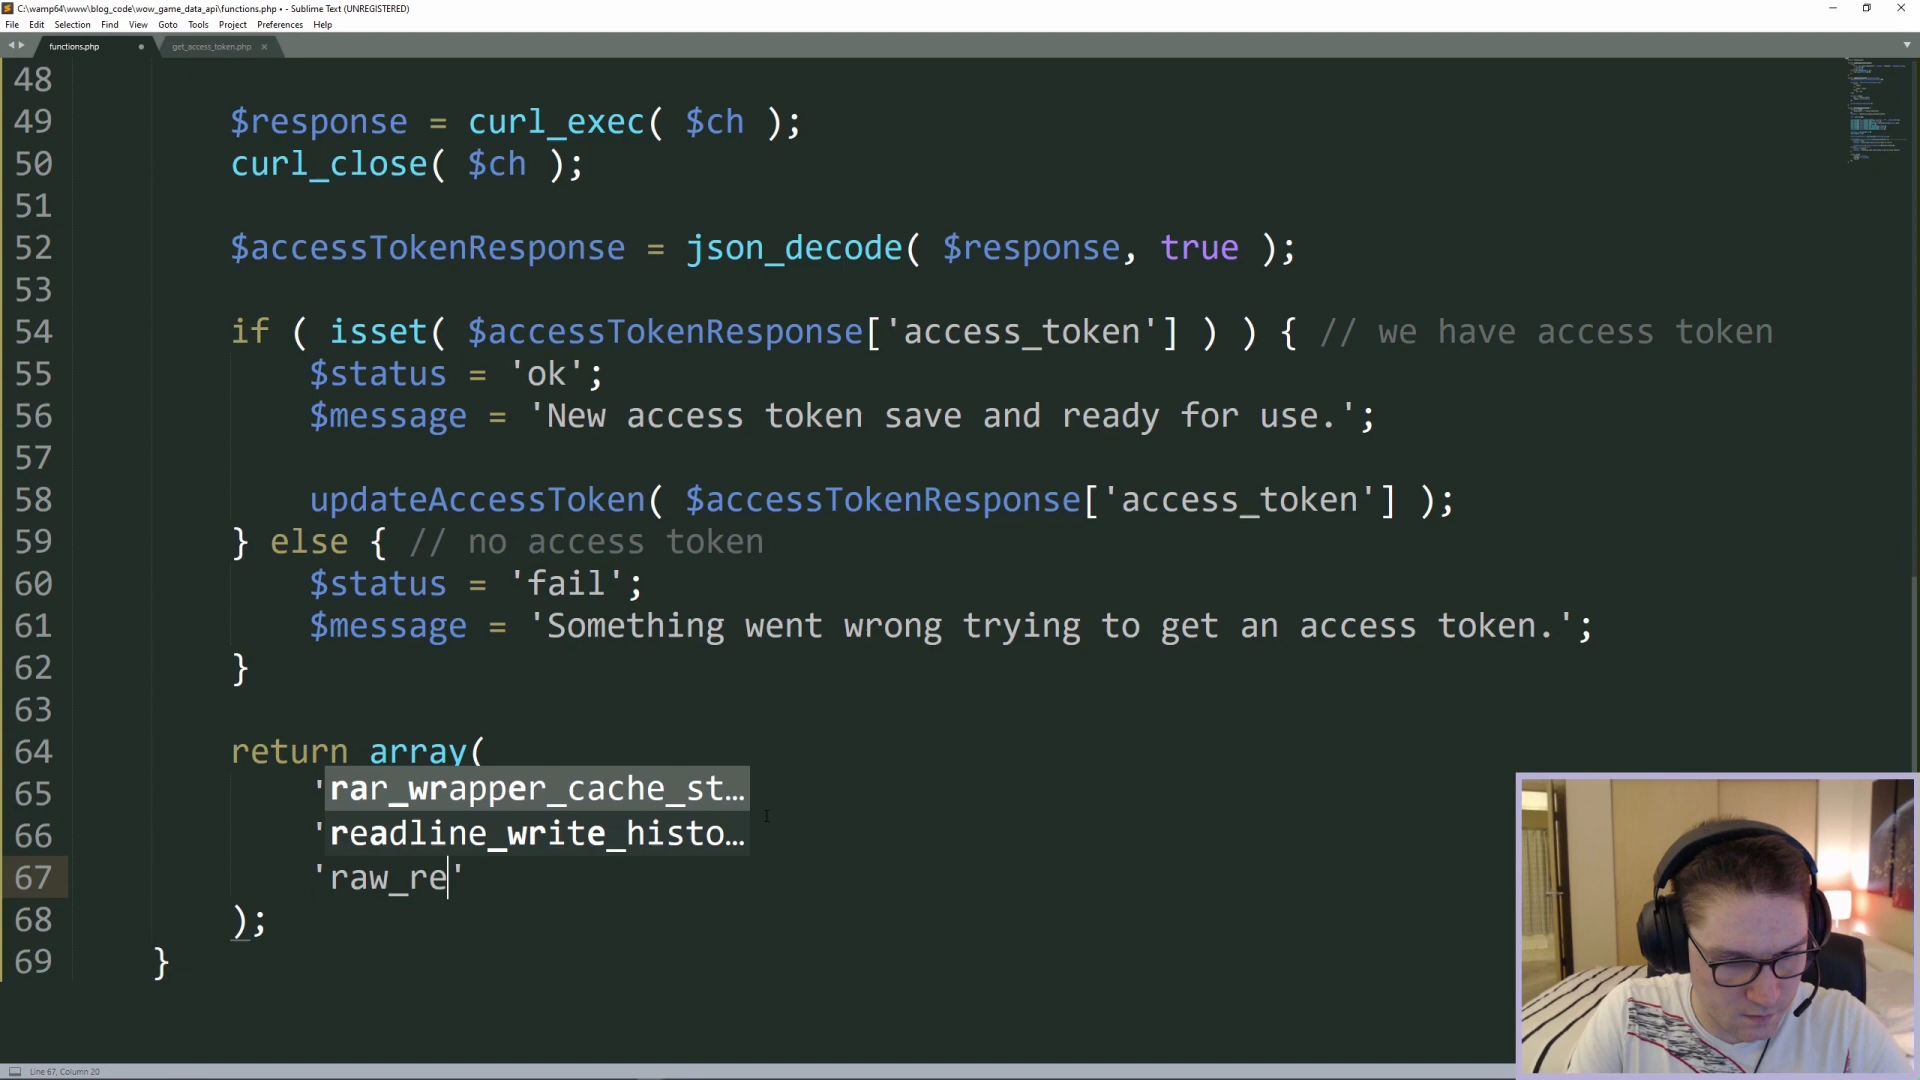 C:\wamp64\www\blog_code\wow_game_data_api\functions.php • - Sublime Text (UNREGISTERED)
File Edit Selection Find View Goto Tools Project Preferences Help
functions.php get_access_token.php
48
49 $response = curl_exec( $ch );
50 curl_close( $ch );
51
52 $accessTokenResponse = json_decode( $response, true );
53
54 if ( isset( $accessTokenResponse['access_token'] ) ) { // we have access token
55 $status = 'ok';
56 $message = 'New access token save and ready for use.';
57
58 updateAccessToken( $accessTokenResponse['access_token'] );
59 } else { // no access token
60 $status = 'fail';
61 $message = 'Something went wrong trying to get an access token.';
62 }
63
64 return array(
65 ' rar_wrapper_cache_st…
66 ' readline_write_histo…
67 'raw_re'
68 );
69 }
Line 67, Column 20